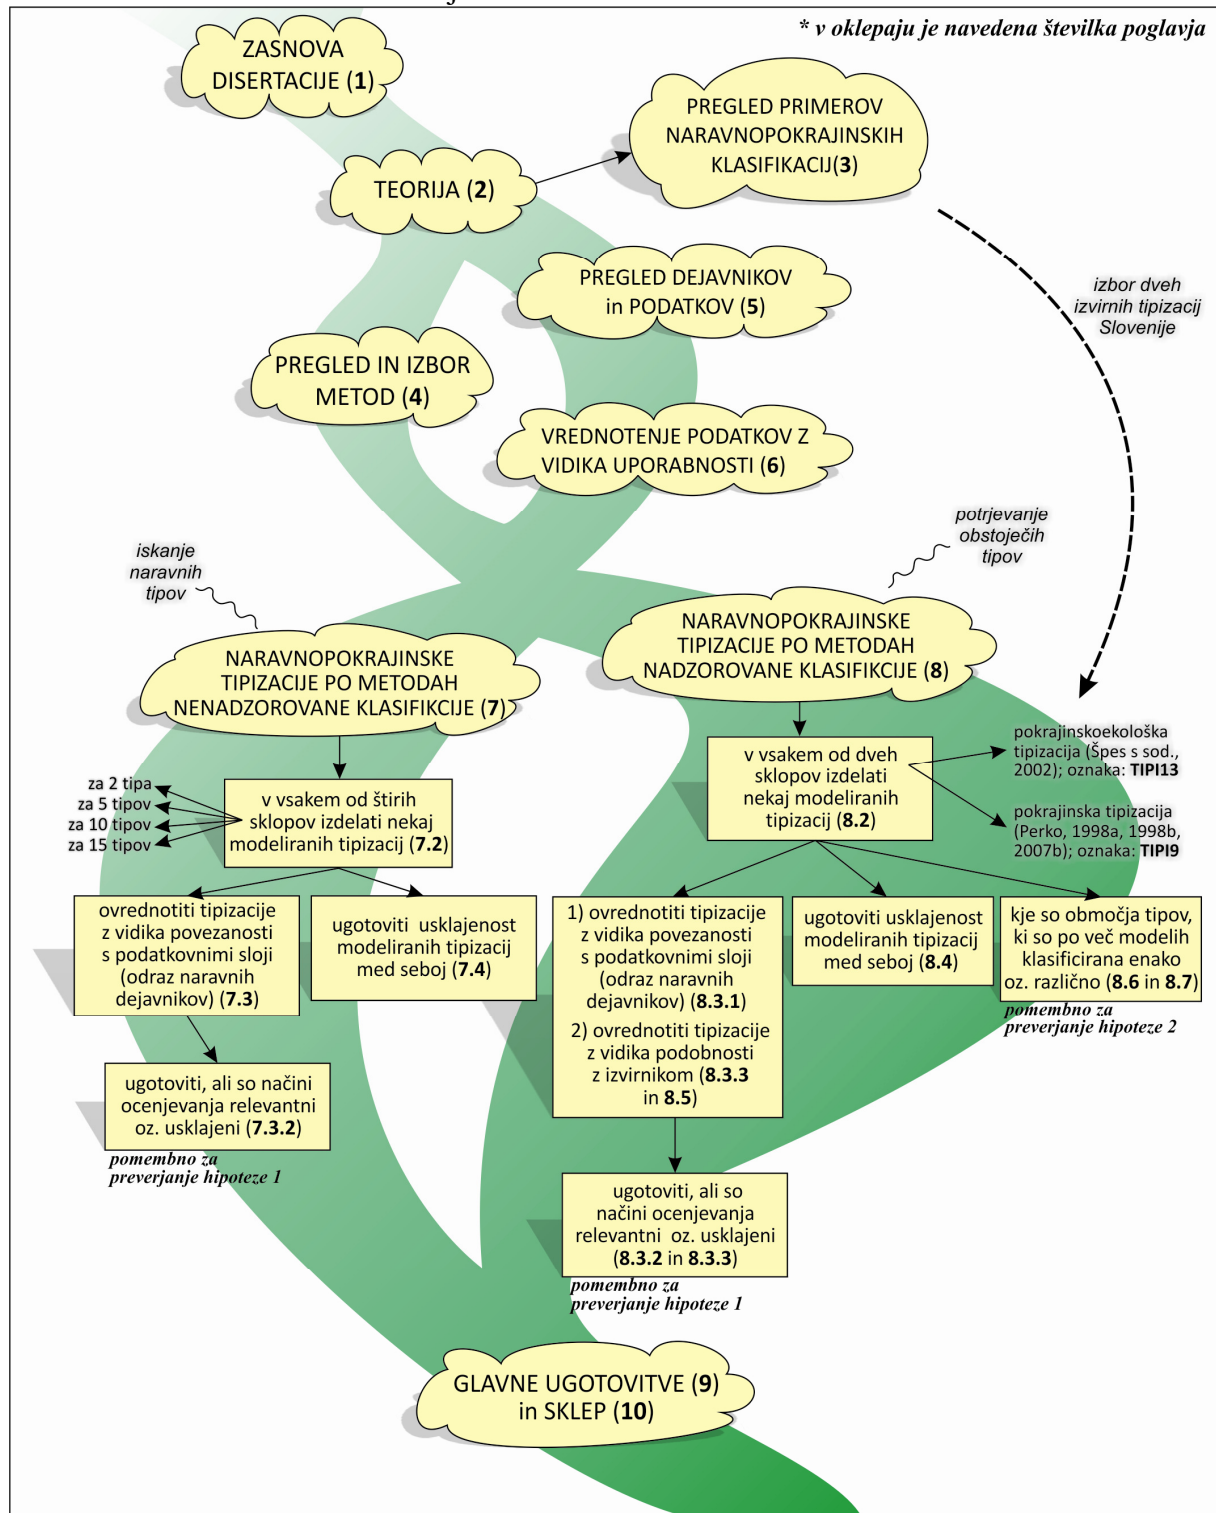 * v oklepaju je navedena številka poglavja
ZASNOVA
DISERTACIJE (1)
PREGLED PRIMEROV
NARAVNOPOKRAJINSKIH
KLASIFIKACIJ(3)
TEORIJA (2)
PREGLED DEJAVNIKOV
in PODATKOV (5)
izbor dveh
izvirnih tipizacij
Slovenije
PREGLED IN IZBOR
METOD (4)
VREDNOTENJE PODATKOV Z
VIDIKA UPORABNOSTI (6)
iskanje
naravnih
tipov
potrjevanje
obstoječih
tipov
NARAVNOPOKRAJINSKE
TIPIZACIJE PO METODAH
NENADZOROVANE KLASIFIKCIJE (7)
NARAVNOPOKRAJINSKE
TIPIZACIJE PO METODAH
NADZOROVANE KLASIFIKCIJE (8)
za 2 tipa
za 5 tipov
za 10 tipov
za 15 tipov
v vsakem od štirih
sklopov izdelati nekaj
modeliranih tipizacij (7.2)
v vsakem od dveh
sklopov izdelati
nekaj modeliranih
tipizacij (8.2)
pokrajinskoekološka
tipizacija (Špes s sod.,
2002); oznaka: TIPI13
pokrajinska tipizacija
(Perko, 1998a, 1998b,
2007b); oznaka: TIPI9
ovrednotiti tipizacije
z vidika povezanosti
s podatkovnimi sloji
(odraz naravnih
dejavnikov) (7.3)
ugotoviti usklajenost
modeliranih tipizacij
med seboj (7.4)
1) ovrednotiti tipizacije
z vidika povezanosti
s podatkovnimi sloji
(odraz naravnih
dejavnikov) (8.3.1)
2) ovrednotiti tipizacije
z vidika podobnosti
z izvirnikom (8.3.3
in 8.5)
ugotoviti usklajenost
modeliranih tipizacij
med seboj (8.4)
kje so območja tipov,
ki so po več modelih
klasificirana enako
oz. različno (8.6 in 8.7)
pomembno za
preverjanje hipoteze 2
ugotoviti, ali so načini
ocenjevanja relevantni
oz. usklajeni (7.3.2)
pomembno za
preverjanje hipoteze 1
ugotoviti, ali so
načini ocenjevanja
relevantni oz. usklajeni
(8.3.2 in 8.3.3)
pomembno za
preverjanje hipoteze 1
GLAVNE UGOTOVITVE (9)
in SKLEP (10)